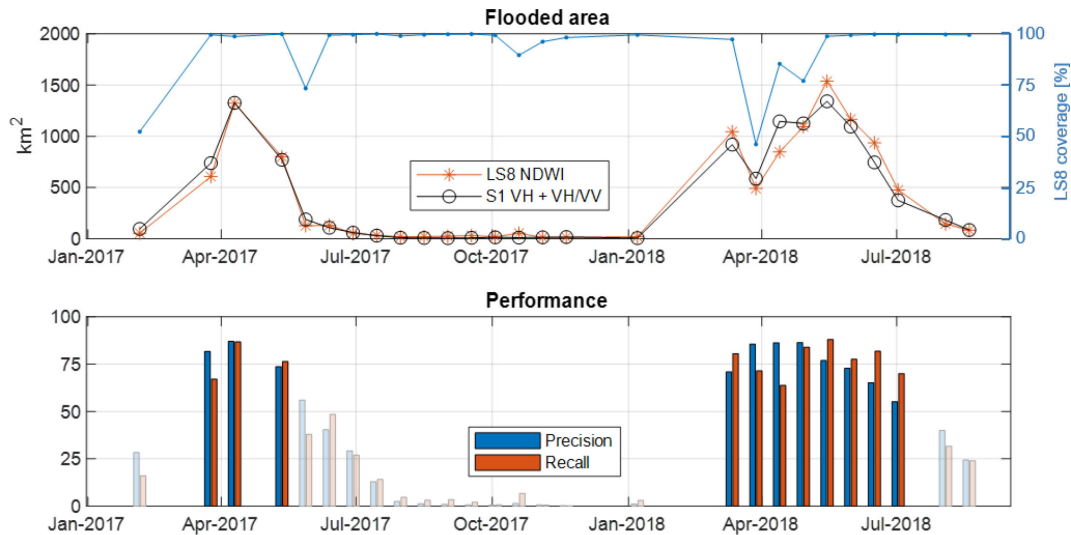 Flooded area
2000
1500
1000
500
0
km2
100
75
50
25
0
LS8 coverage [%]
LS8 NDWI
S1 VH + VH/VV
Jan-2017 Apr-2017 Jul-2017 Oct-2017 Jan-2018 Apr-2018 Jul-2018
Performance
100
75
50
25
0
Precision
Recall
Jan-2017 Apr-2017 Jul-2017 Oct-2017 Jan-2018 Apr-2018 Jul-2018